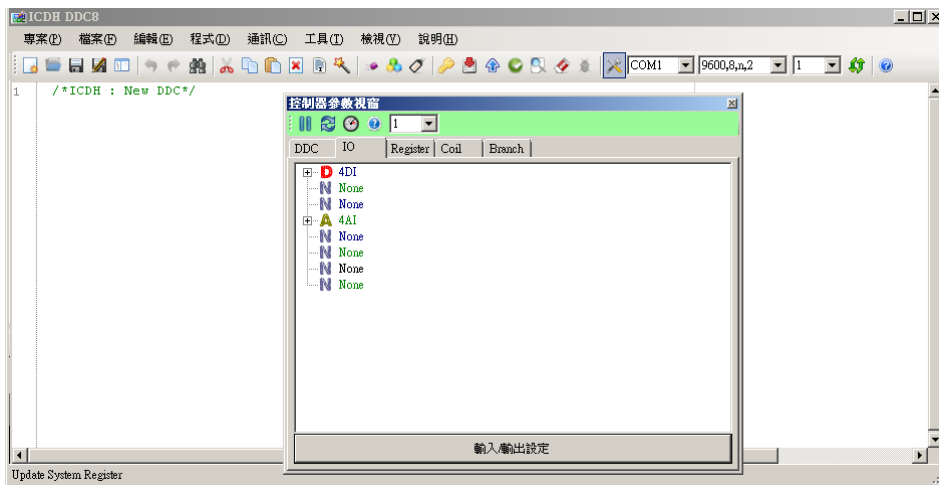 ICDH DDC8
專案(P) 檔案(F) 編輯(E) 程式(D) 通訊(C) 工具(T) 檢視(V) 說明(H)
COM1 9600,8,n,2 1
1 /*ICDH : New DDC*/
控制器參數視窗
1
DDC IO Register Coil Branch
4DI
None
None
4AI
None
None
None
None
輸入/輸出設定
Update System Register